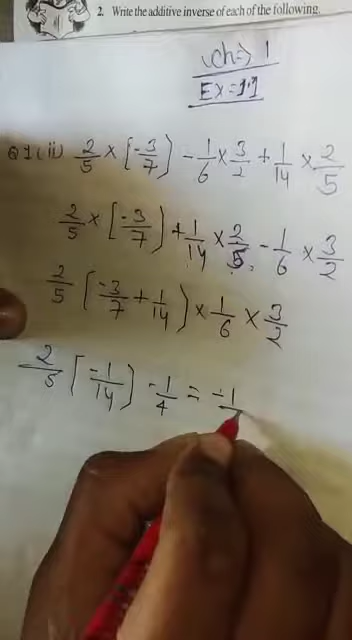 2. Write the additive inverse of each of the following.
Ch => 1
Ex = 1.1
Q1(ii) 2/5 × [-3/7) - 1/6 × 3/2 + 1/14 × 2/5
2/5 × [-3/7) + 1/14 × 2/5 - 1/6 × 3/2
2/5 [-3/7 + 1/14) × 1/6 × 3/2
2/5 [-1/14) - 1/4 = -1/